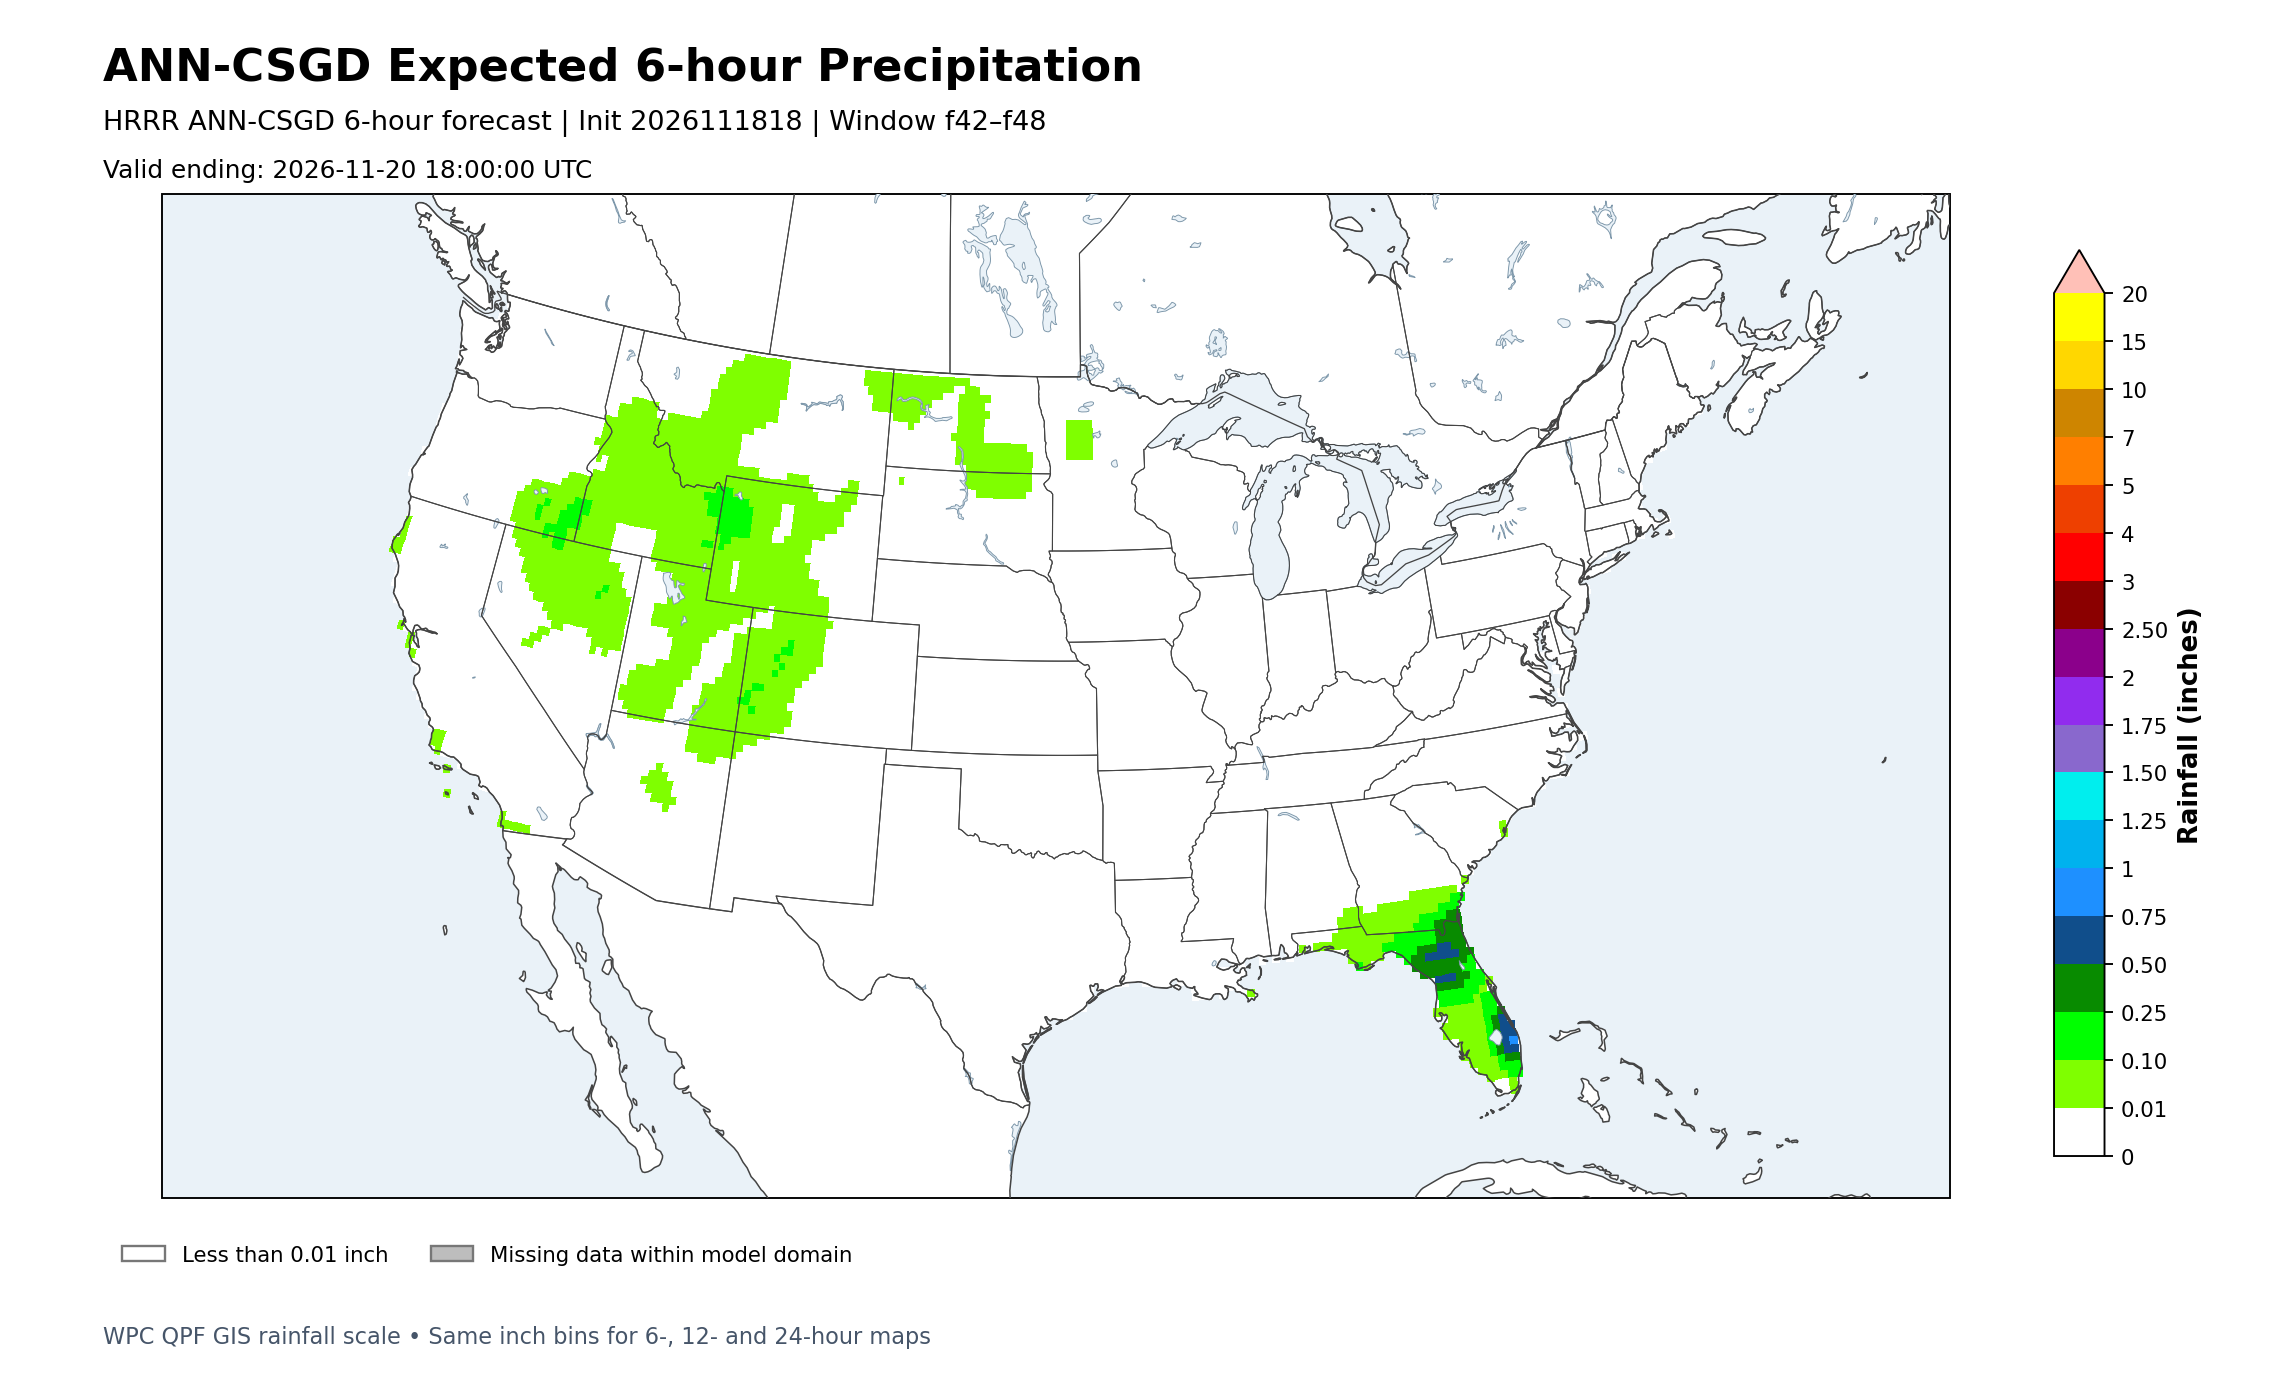 ANN-CSGD Expected 6-hour Precipitation
HRRR ANN-CSGD 6-hour forecast | Init 2026111818 | Window f42–f48
Valid ending: 2026-11-20 18:00:00 UTC
20
15
10
7
5
4
3
2.50
2
1.75
1.50
1.25
1
0.75
0.50
0.25
0.10
0.01
0
Rainfall (inches)
Less than 0.01 inch
Missing data within model domain
WPC QPF GIS rainfall scale • Same inch bins for 6-, 12- and 24-hour maps